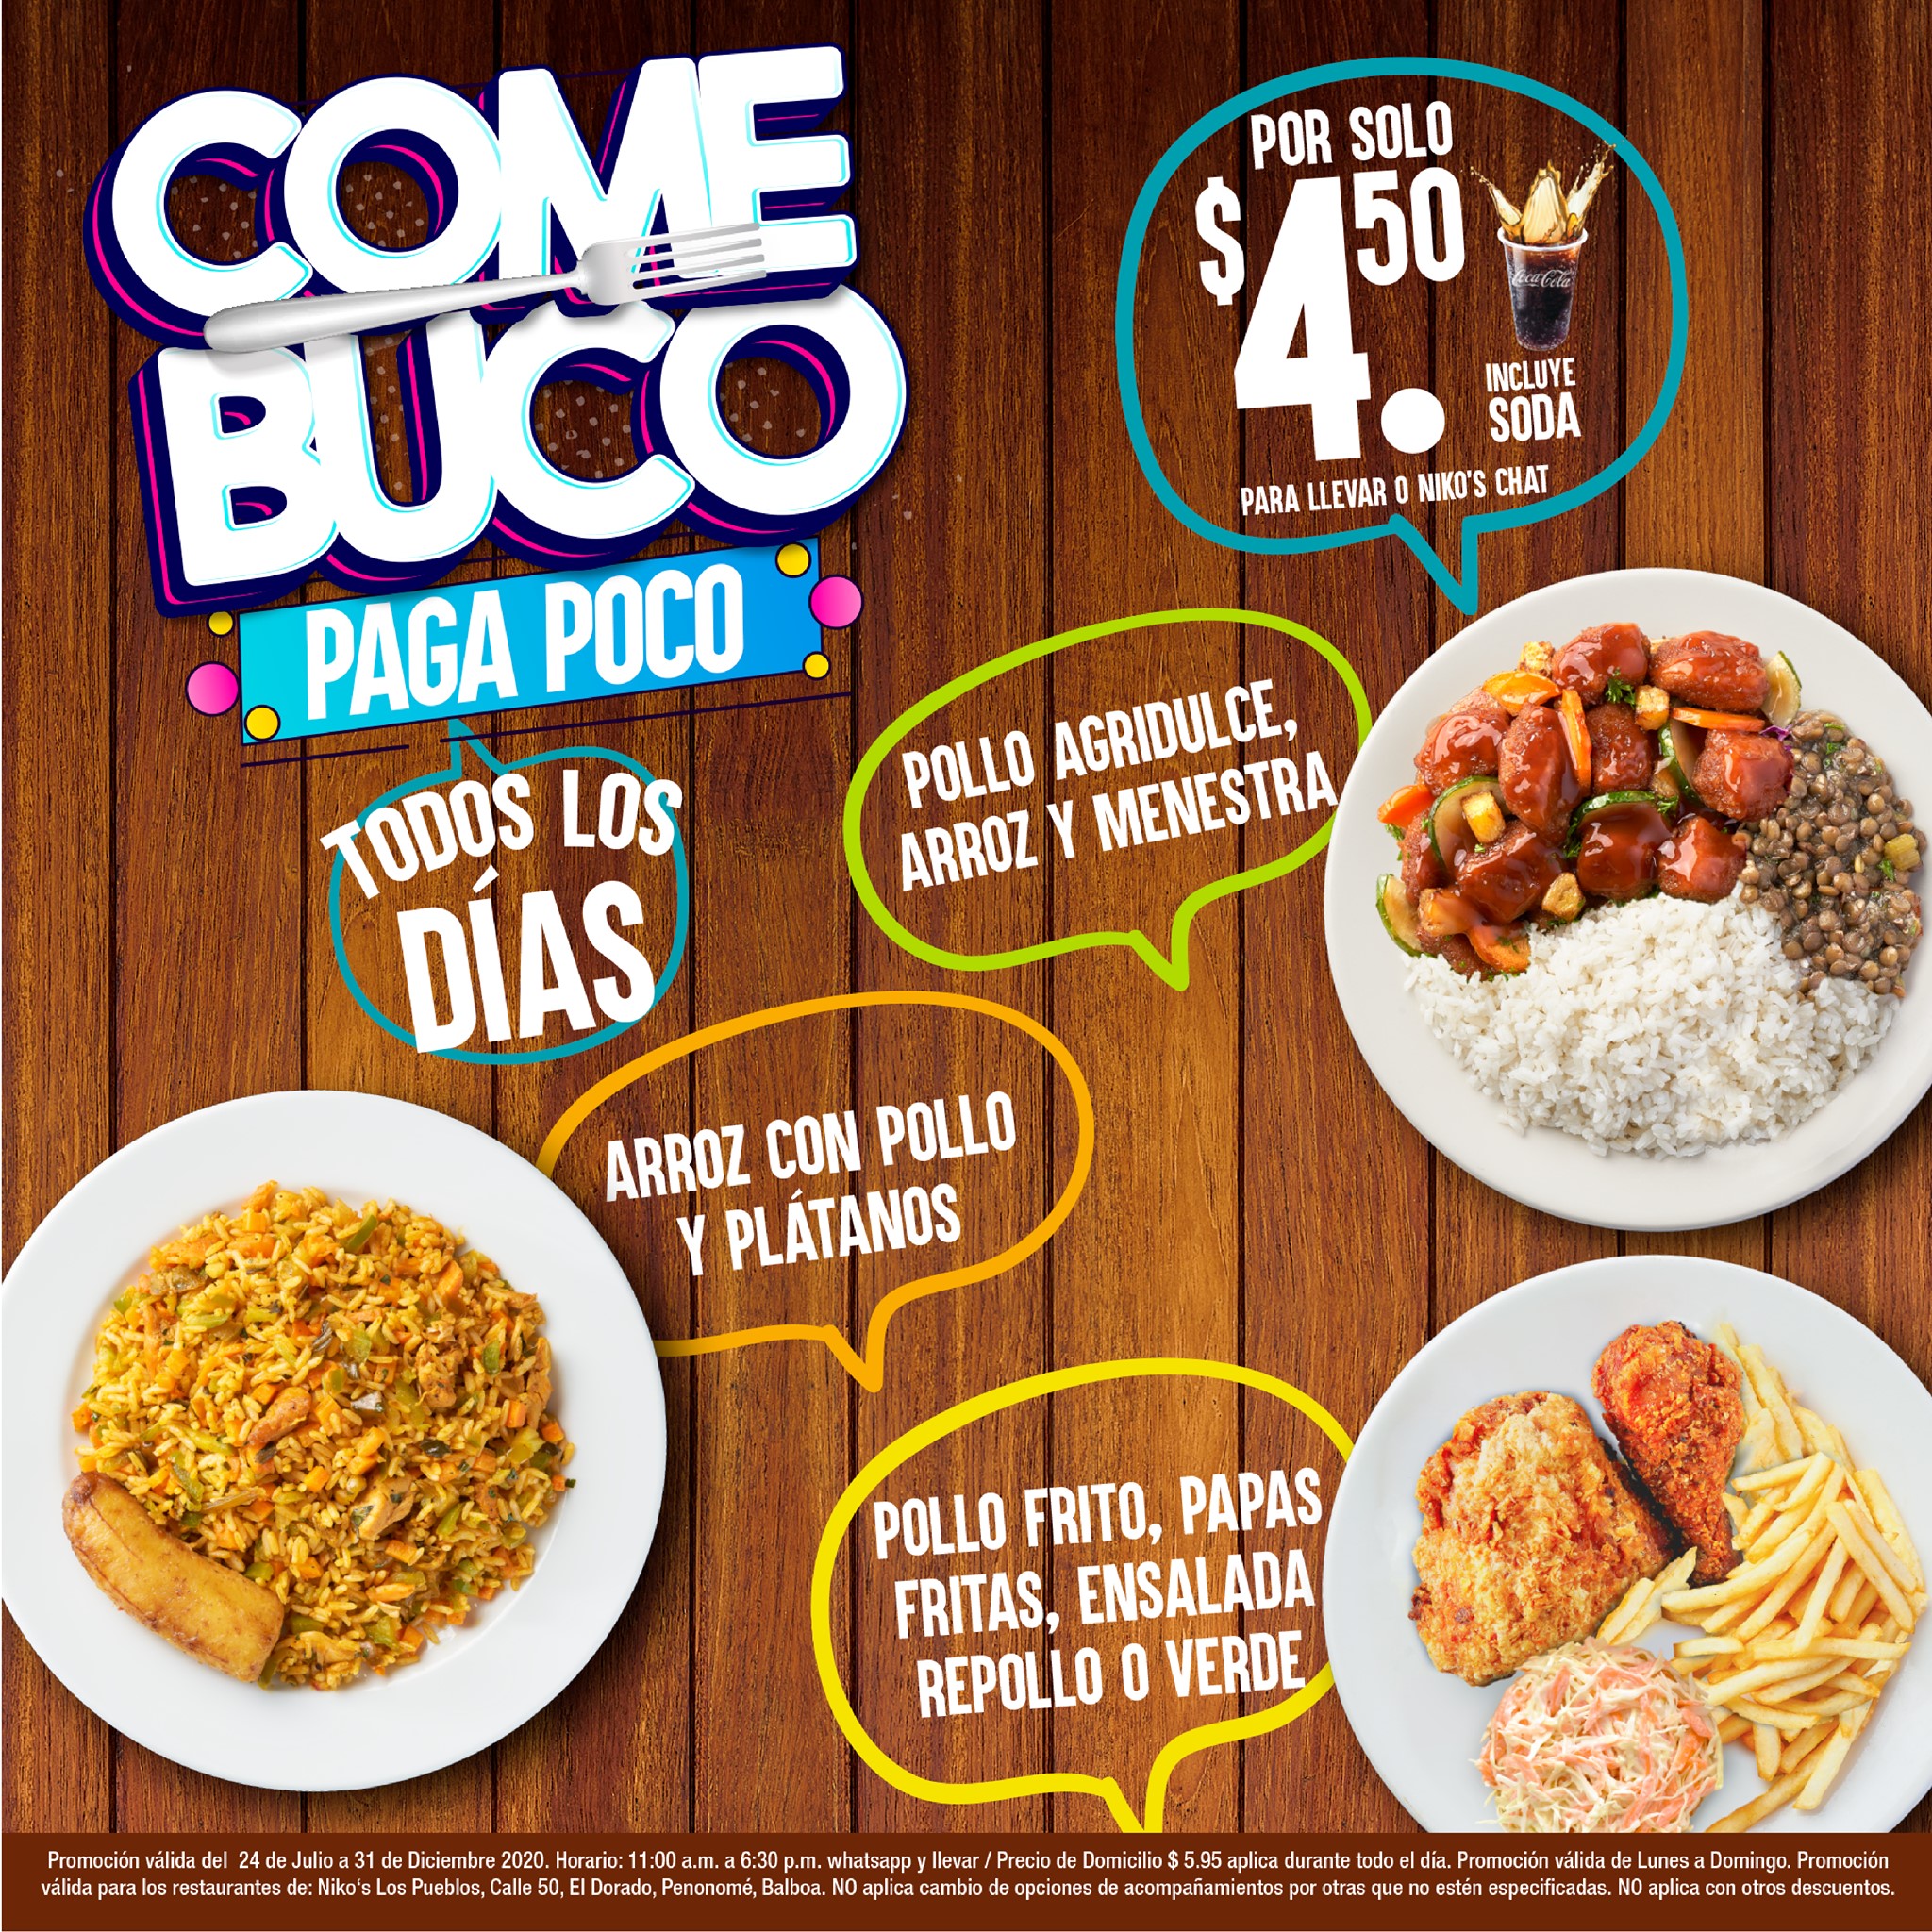 COME
BUCO
PAGA POCO
TODOS LOS
DÍAS
POR SOLO
$4.50
Coca-Cola
INCLUYE
SODA
PARA LLEVAR O NIKO'S CHAT
POLLO AGRIDULCE,
ARROZ Y MENESTRA
ARROZ CON POLLO
Y PLÁTANOS
POLLO FRITO, PAPAS
FRITAS, ENSALADA
REPOLLO O VERDE
Promoción válida del 24 de Julio a 31 de Diciembre 2020. Horario: 11:00 a.m. a 6:30 p.m. whatsapp y llevar / Precio de Domicilio $ 5.95 aplica durante todo el día. Promoción válida de Lunes a Domingo. Promoción
válida para los restaurantes de: Niko‘s Los Pueblos, Calle 50, El Dorado, Penonomé, Balboa. NO aplica cambio de opciones de acompañamientos por otras que no estén especificadas. NO aplica con otros descuentos.